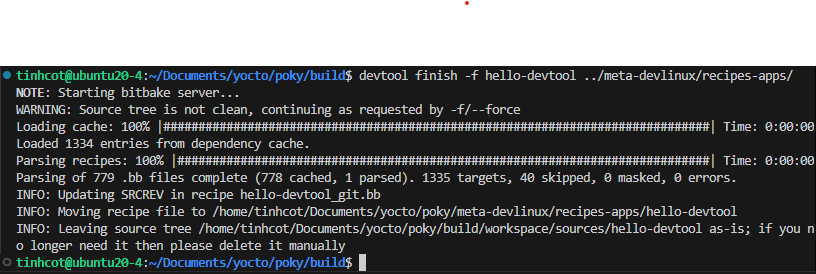 tinhcot@ubuntu20-4:~/Documents/yocto/poky/build$ devtool finish -f hello-devtool ../meta-devlinux/recipes-apps/
NOTE: Starting bitbake server...
WARNING: Source tree is not clean, continuing as requested by -f/--force
Loading cache: 100% |##############################################################################| Time: 0:00:00
Loaded 1334 entries from dependency cache.
Parsing recipes: 100% |############################################################################| Time: 0:00:00
Parsing of 779 .bb files complete (778 cached, 1 parsed). 1335 targets, 40 skipped, 0 masked, 0 errors.
INFO: Updating SRCREV in recipe hello-devtool_git.bb
INFO: Moving recipe file to /home/tinhcot/Documents/yocto/poky/meta-devlinux/recipes-apps/hello-devtool
INFO: Leaving source tree /home/tinhcot/Documents/yocto/poky/build/workspace/sources/hello-devtool as-is; if you n
o longer need it then please delete it manually
tinhcot@ubuntu20-4:~/Documents/yocto/poky/build$